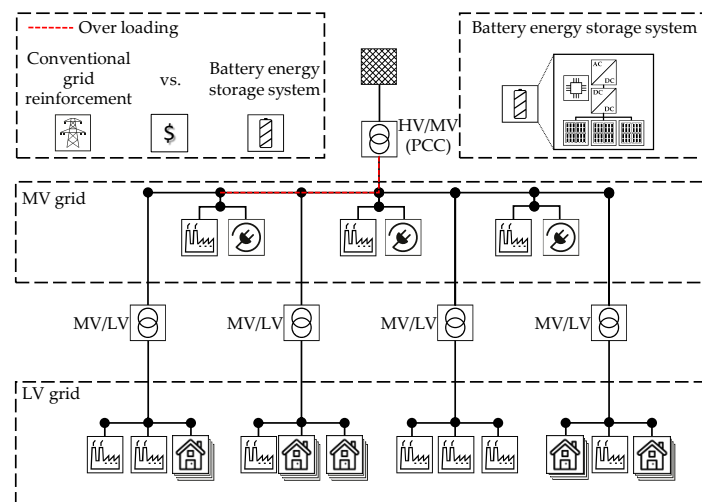 Over loading
Conventional
grid
reinforcement
vs.
Battery energy
storage system
$
Battery energy storage system
AC
DC
DC
DC
HV/MV
(PCC)
MV grid
MV/LV
MV/LV
MV/LV
MV/LV
LV grid